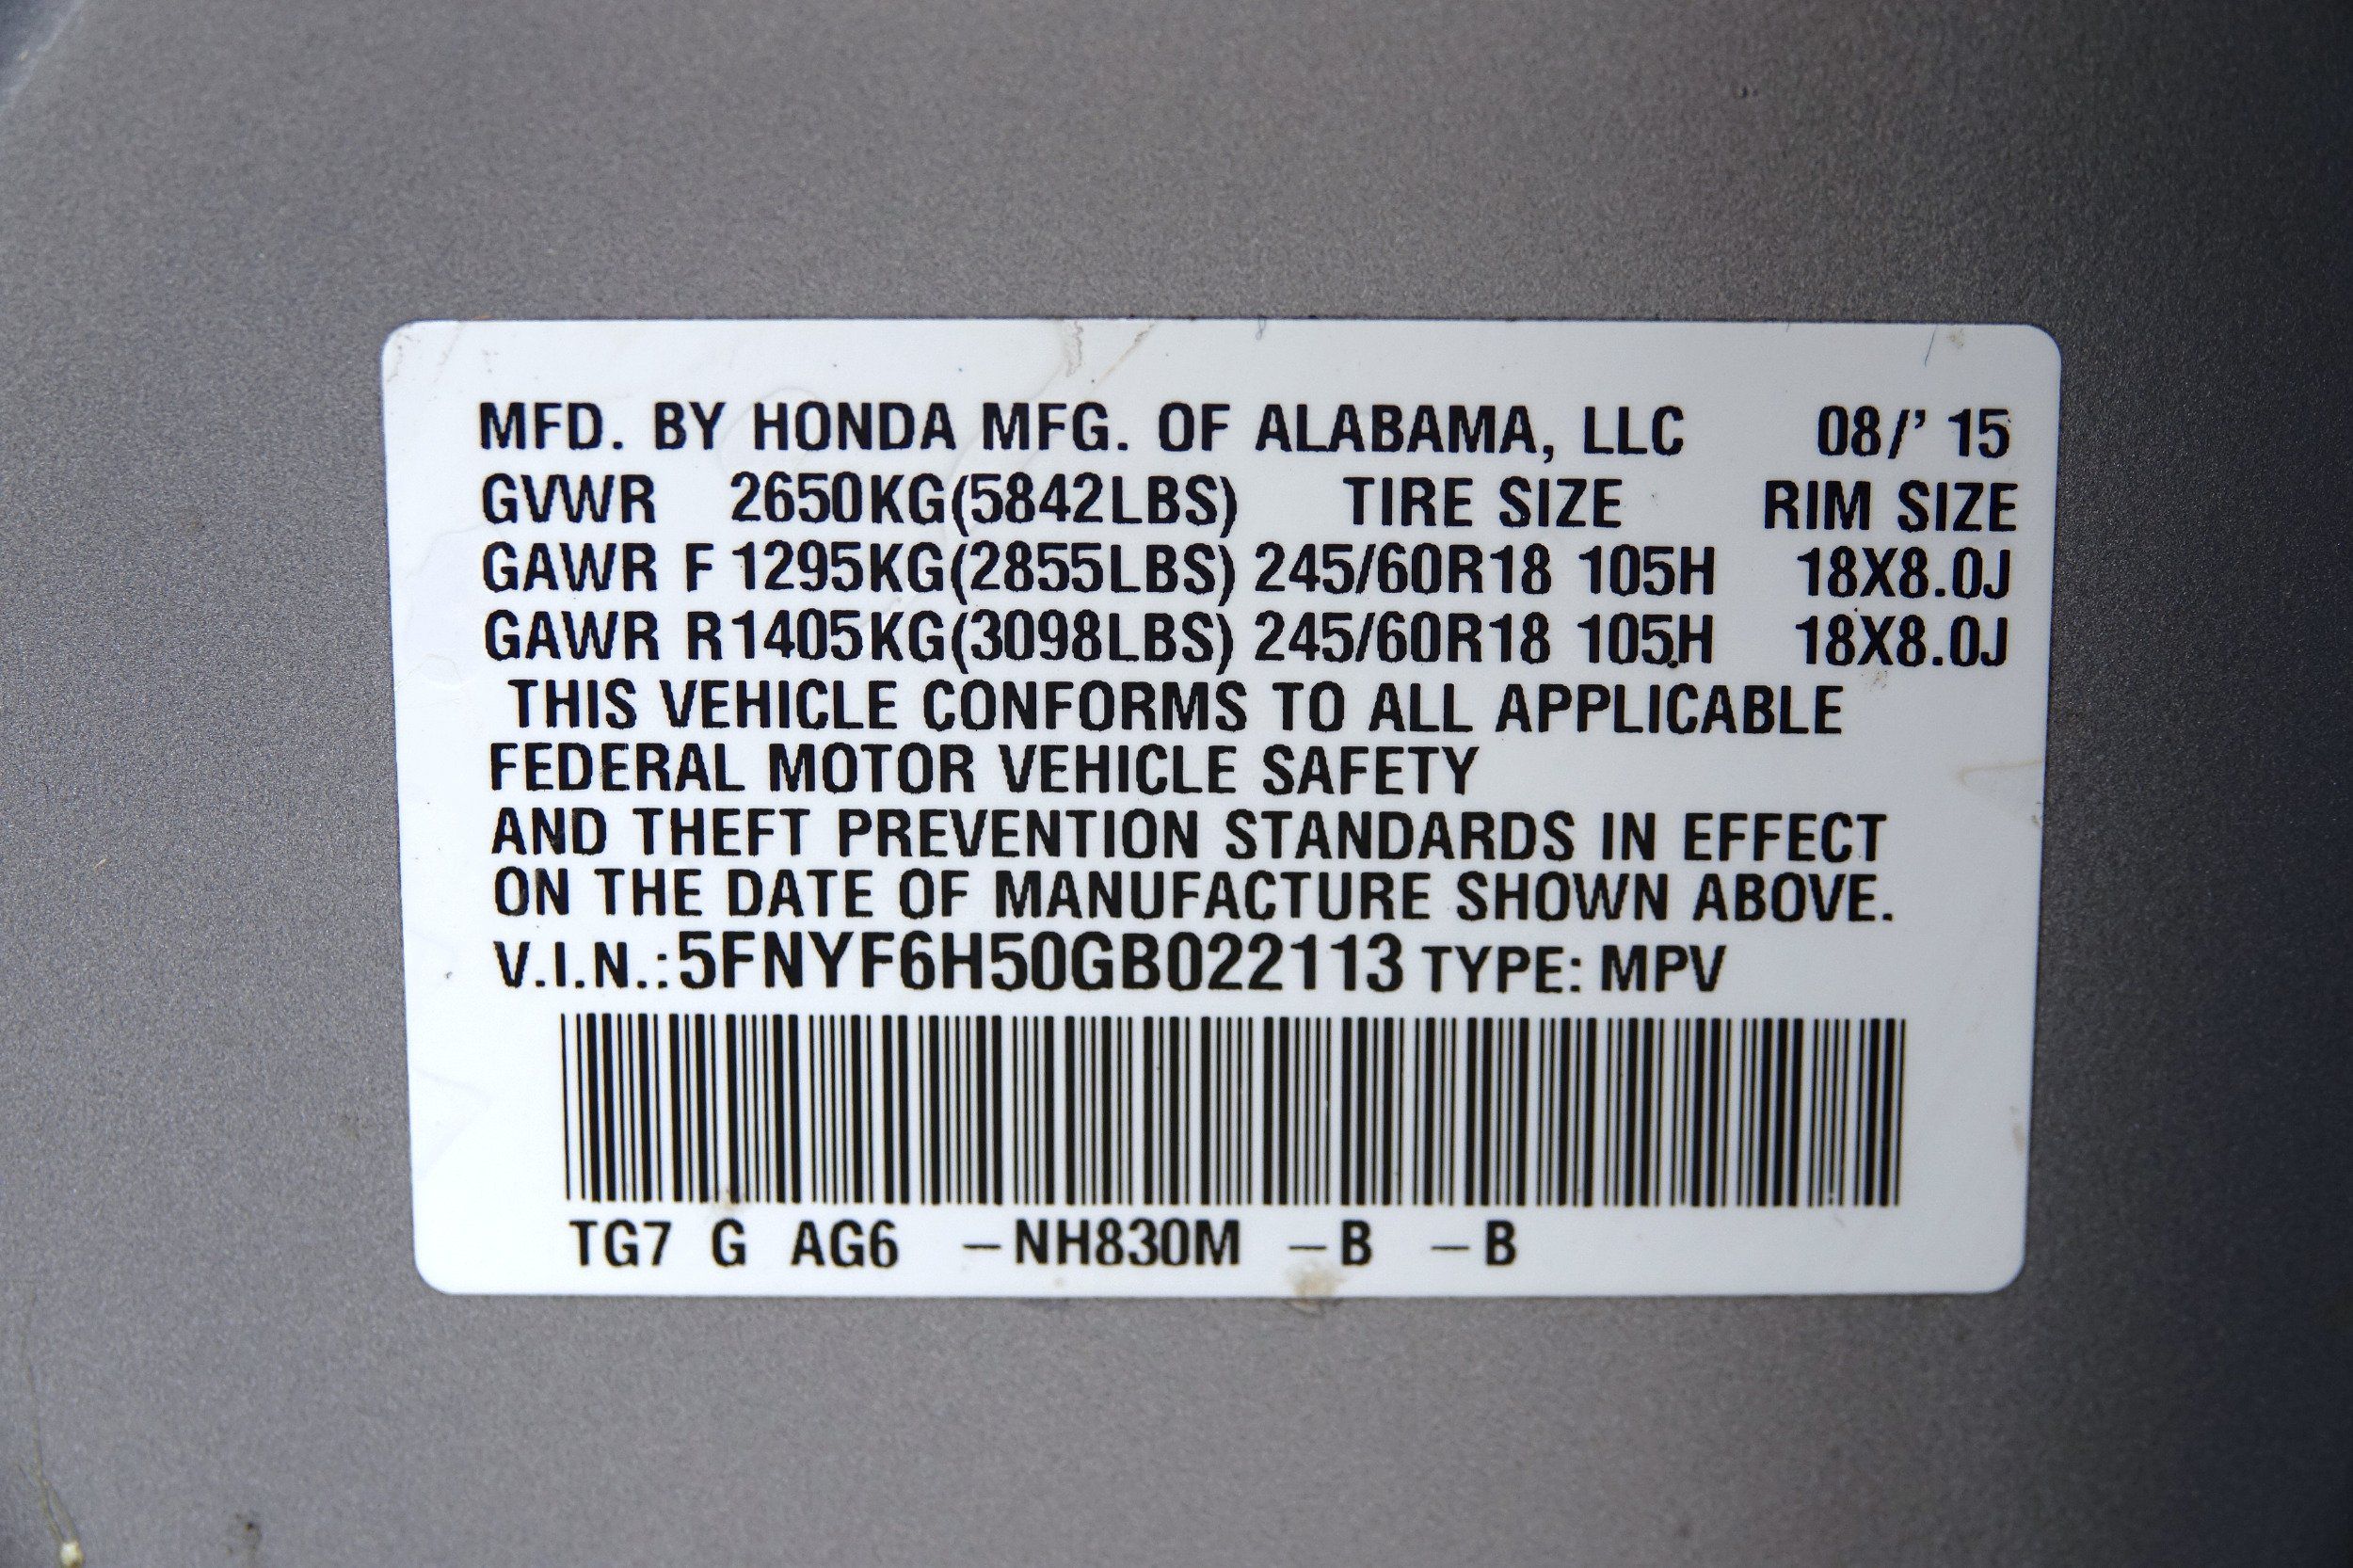 MFD. BY HONDA MFG. OF ALABAMA, LLC 08/' 15
GVWR 2650KG(5842LBS) TIRE SIZE RIM SIZE
GAWR F 1295KG(2855LBS) 245/60R18 105H 18X8.0J
GAWR R1405KG(3098LBS) 245/60R18 105H 18X8.0J
THIS VEHICLE CONFORMS TO ALL APPLICABLE
FEDERAL MOTOR VEHICLE SAFETY
AND THEFT PREVENTION STANDARDS IN EFFECT
ON THE DATE OF MANUFACTURE SHOWN ABOVE.
V.I.N.:5FNYF6H50GB022113 TYPE: MPV
TG7 G AG6 –NH830M –B –B